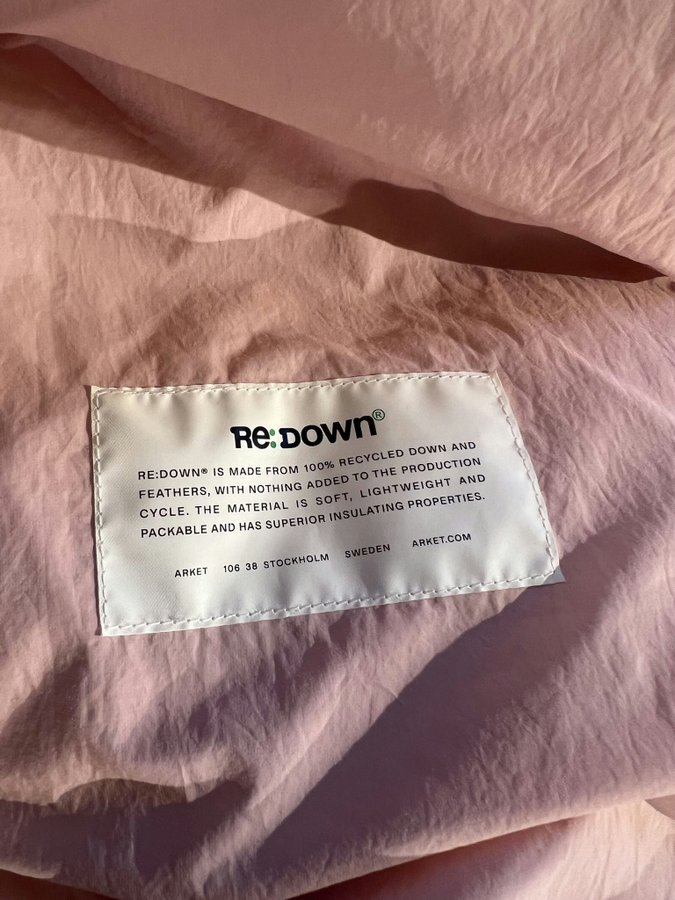 Re:Down®
RE:DOWN® IS MADE FROM 100% RECYCLED DOWN AND
FEATHERS, WITH NOTHING ADDED TO THE PRODUCTION
CYCLE. THE MATERIAL IS SOFT, LIGHTWEIGHT AND
PACKABLE AND HAS SUPERIOR INSULATING PROPERTIES.
ARKET 106 38 STOCKHOLM SWEDEN ARKET.COM